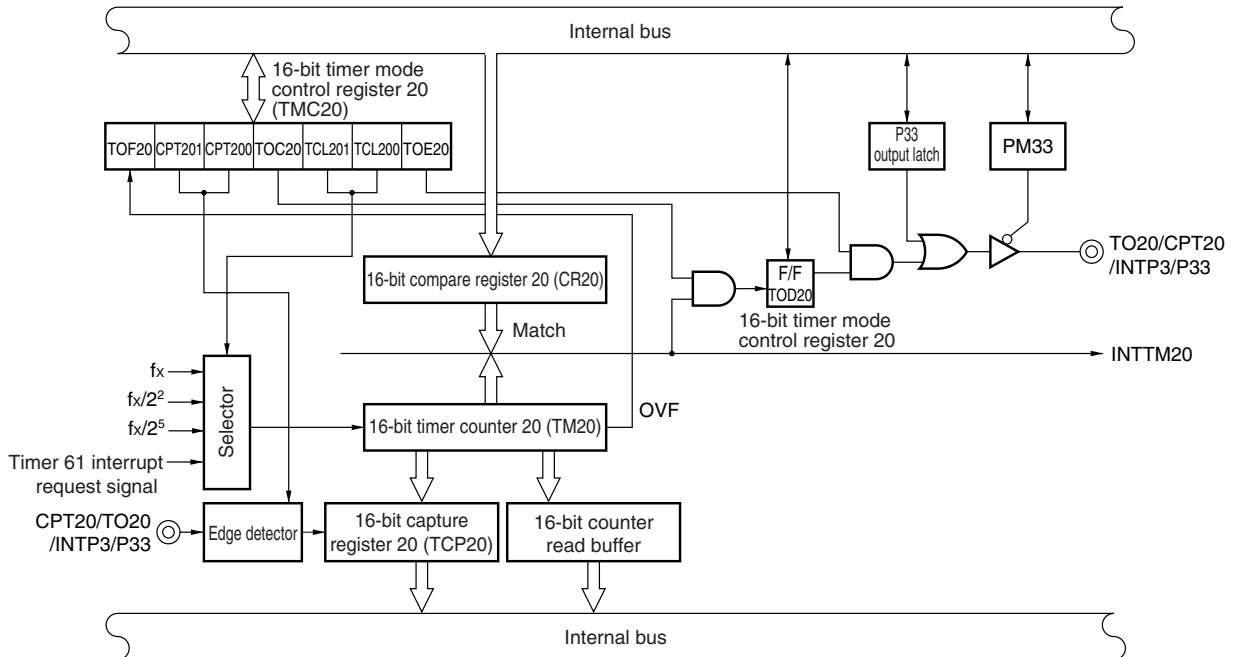 Internal bus
16-bit timer mode
control register 20
(TMC20)
TOF20 CPT201 CPT200 TOC20 TCL201 TCL200 TOE20
P33
output latch
PM33
TO20/CPT20
/INTP3/P33
16-bit compare register 20 (CR20)
F/F
TOD20
16-bit timer mode
control register 20
Match
INTTM20
fX
fX/2²
fX/2⁵
Timer 61 interrupt
request signal
Selector
16-bit timer counter 20 (TM20)
OVF
CPT20/TO20
/INTP3/P33
Edge detector
16-bit capture
register 20 (TCP20)
16-bit counter
read buffer
Internal bus